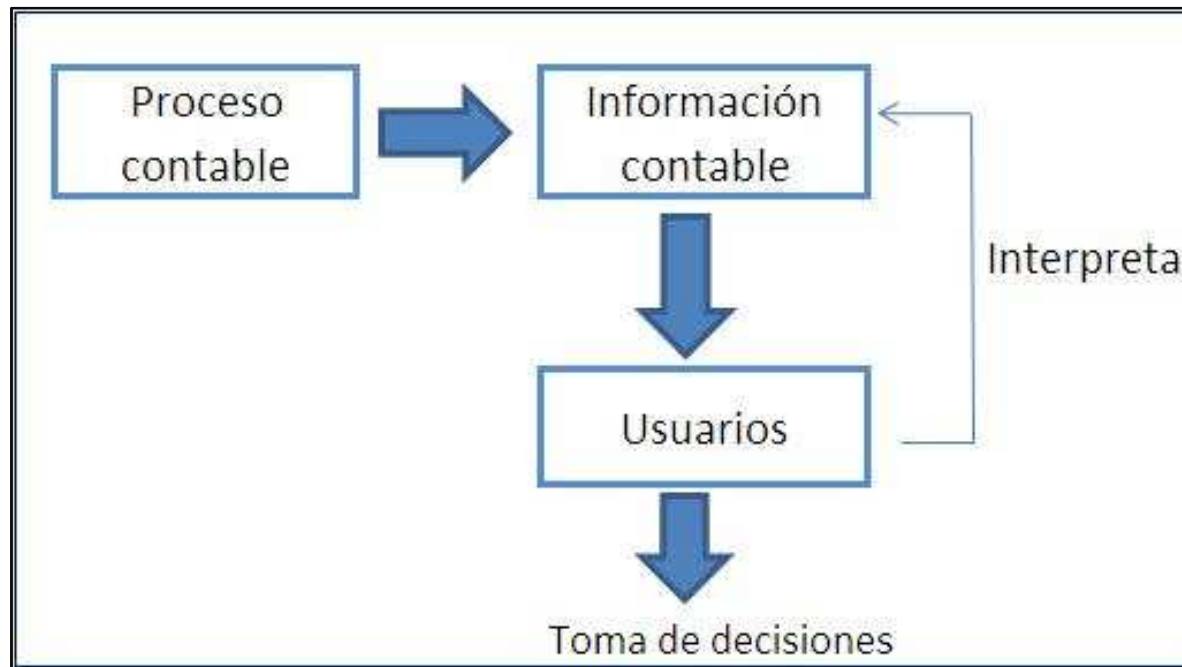 Proceso
contable
Información
contable
Interpreta
Usuarios
Toma de decisiones